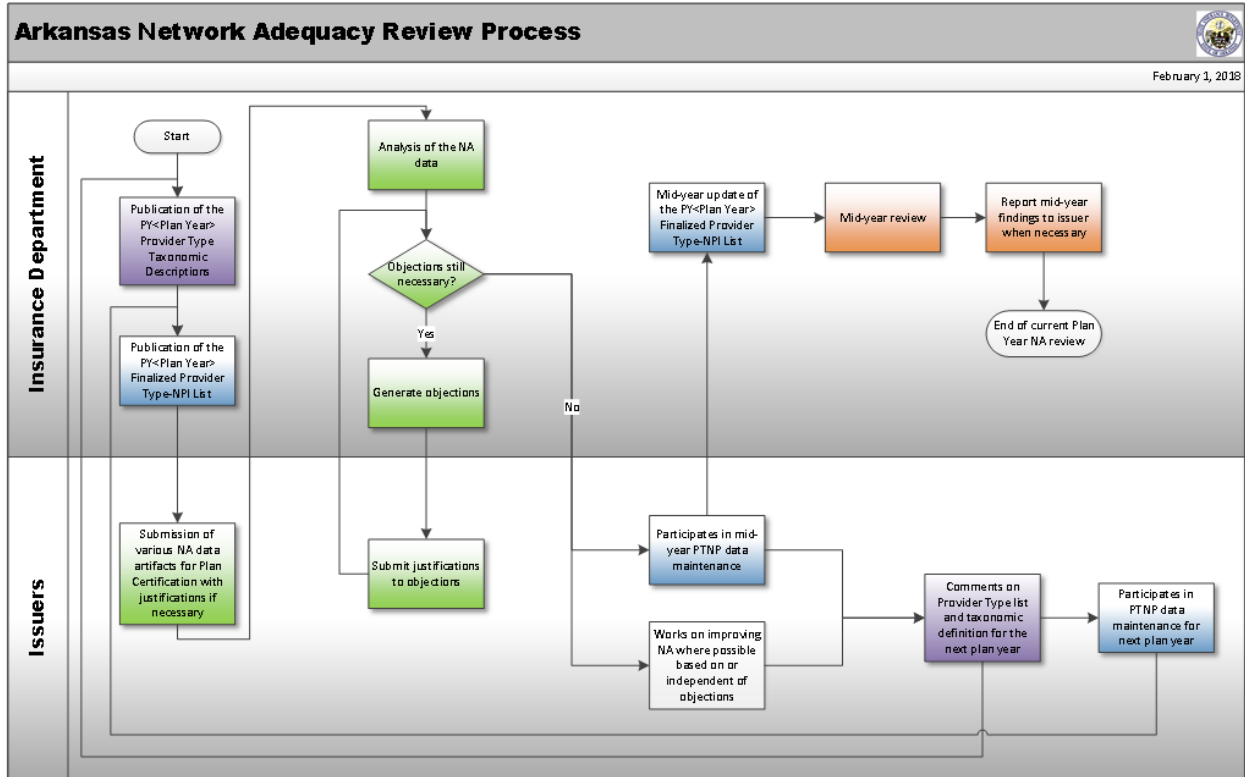 Arkansas Network Adequacy Review Process
February 1, 2018
Insurance Department
Start
Publication of the
PY<Plan Year>
Provider Type
Taxonomic
Descriptions
Publication of the
PY<Plan Year>
Finalized Provider
Type-NPI List
Analysis of the NA
data
Objections still
necessary?
Yes
Generate objections
No
Mid-year update of
the PY<Plan Year>
Finalized Provider
Type-NPI List
Mid-year review
Report mid-year
findings to issuer
when necessary
End of current Plan
Year NA review
Issuers
Submission of
various NA data
artifacts for Plan
Certification with
justifications if
necessary
Submit justifications
to objections
Participates in mid-
year PTNP data
maintenance
Works on improving
NA where possible
based on or
independent of
objections
Comments on
Provider Type list
and taxonomic
definition for the
next plan year
Participates in
PTNP data
maintenance for
next plan year